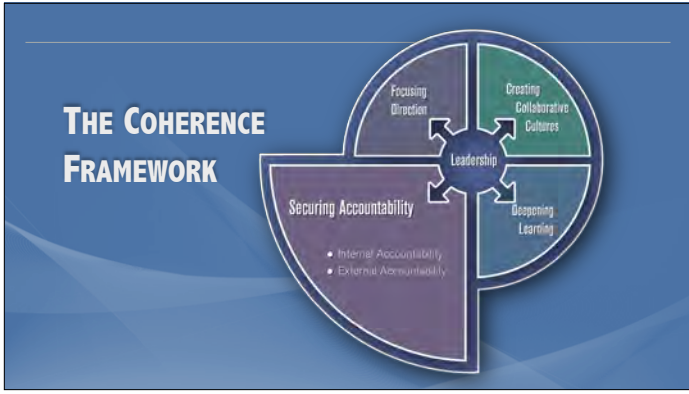 THE COHERENCE
FRAMEWORK
Focusing
Direction
Creating
Collaborative
Cultures
Leadership
Securing Accountability
• Internal Accountability
• External Accountability
Deepening
Learning